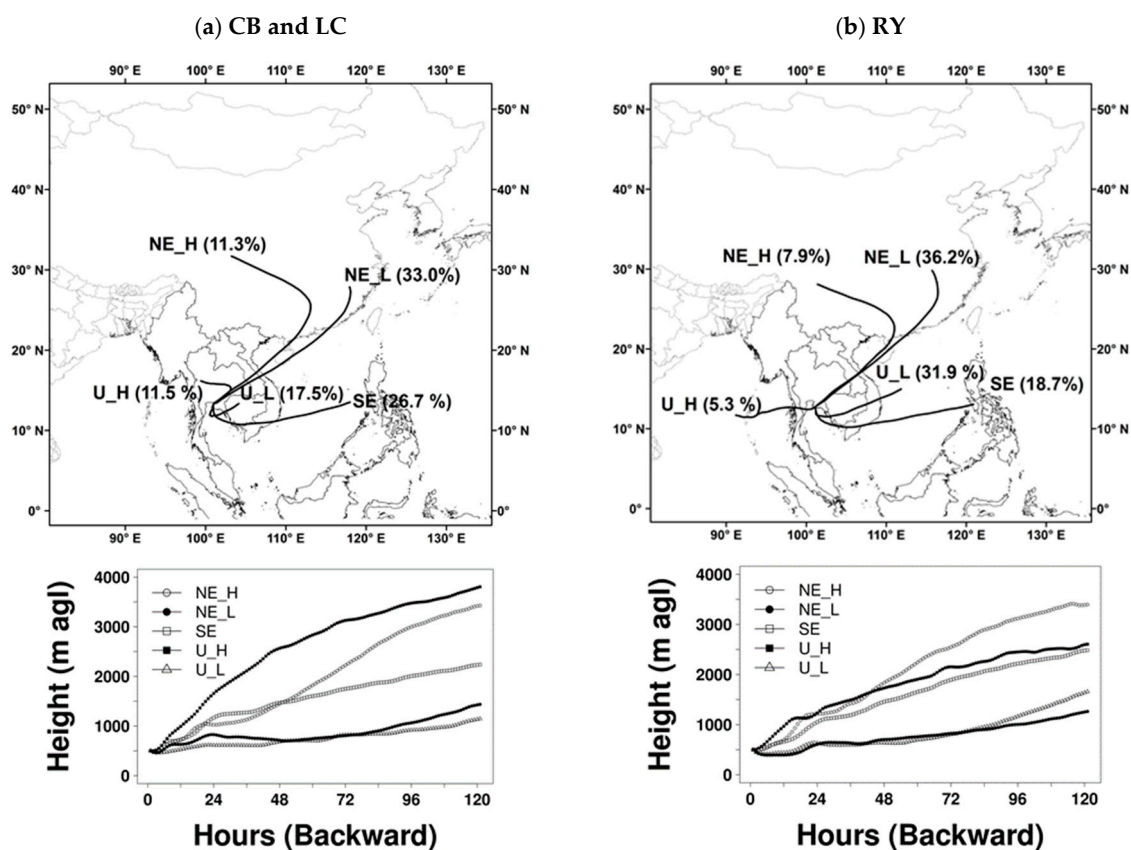 (a) CB and LC
90° E 100° E 110° E 120° E 130° E
50° N
40° N
30° N
20° N
10° N
0°
50° N
40° N
30° N
20° N
10° N
0°
NE_H (11.3%)
NE_L (33.0%)
U_H (11.5 %)
U_L (17.5%)
SE (26.7 %)
90° E 100° E 110° E 120° E 130° E
Height (m agl)
4000
3000
2000
1000
0
NE_H
NE_L
SE
U_H
U_L
0 24 48 72 96 120
Hours (Backward)
(b) RY
90° E 100° E 110° E 120° E 130° E
50° N
40° N
30° N
20° N
10° N
0°
50° N
40° N
30° N
20° N
10° N
0°
NE_H (7.9%)
NE_L (36.2%)
U_L (31.9 %)
SE (18.7%)
U_H (5.3 %)
90° E 100° E 110° E 120° E 130° E
Height (m agl)
4000
3000
2000
1000
0
NE_H
NE_L
SE
U_H
U_L
0 24 48 72 96 120
Hours (Backward)